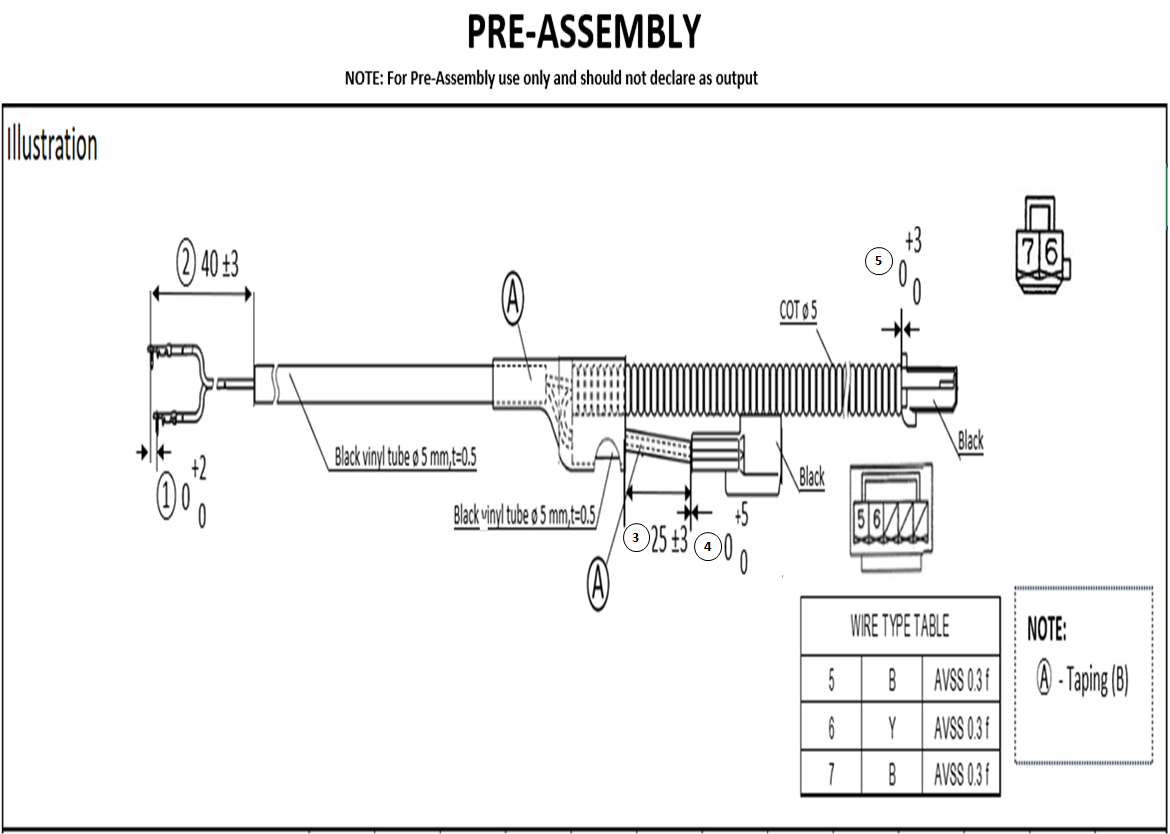 PRE-ASSEMBLY
NOTE: For Pre-Assembly use only and should not declare as output
Illustration
7 6
+3
5 0
0
2 40 ±3
A
COT ø 5
Black
Black vinyl tube ø 5 mm,t=0.5
Black
+2
1 0
0
Black vinyl tube ø 5 mm,t=0.5
5 6
+5
3 25 ±3 4 0
0
A
WIRE TYPE TABLE
5 B AVSS 0.3 f
6 Y AVSS 0.3 f
7 B AVSS 0.3 f
NOTE:
A - Taping (B)